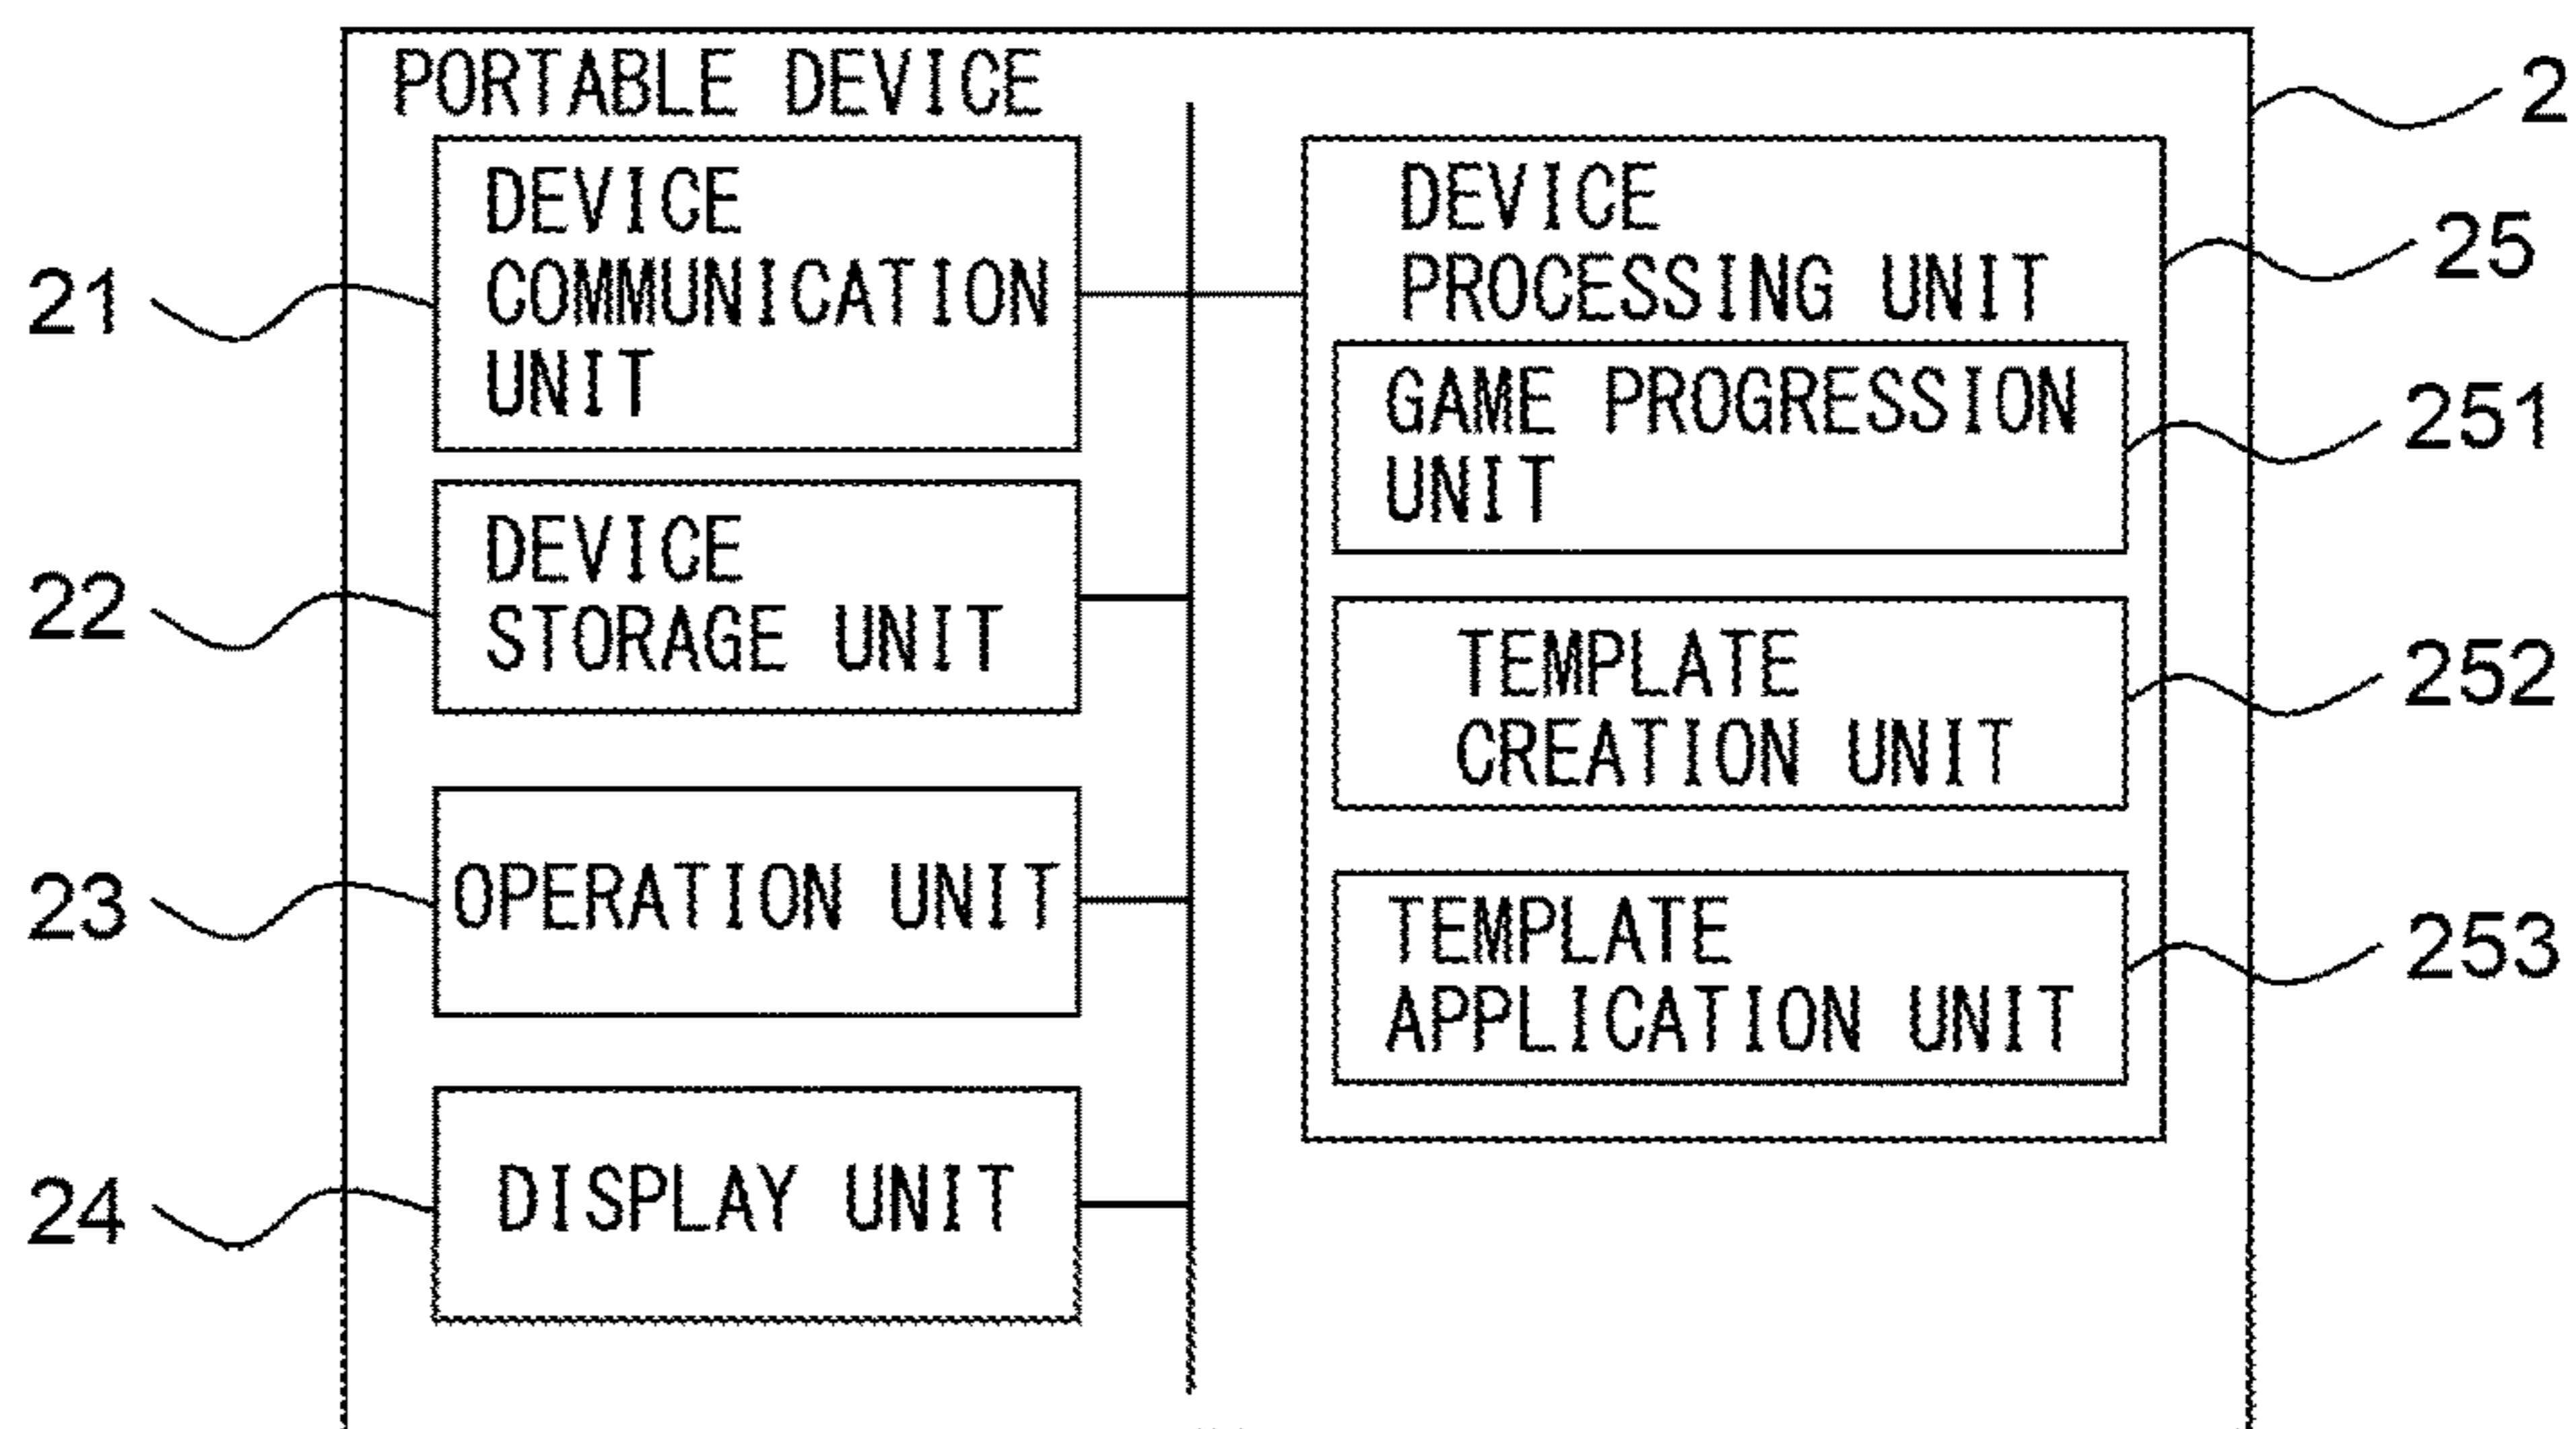 PORTABLE DEVICE
2
21
DEVICE
COMMUNICATION
UNIT
22
DEVICE
STORAGE UNIT
23
OPERATION UNIT
24
DISPLAY UNIT
DEVICE
PROCESSING UNIT
25
GAME PROGRESSION
UNIT
251
TEMPLATE
CREATION UNIT
252
TEMPLATE
APPLICATION UNIT
253